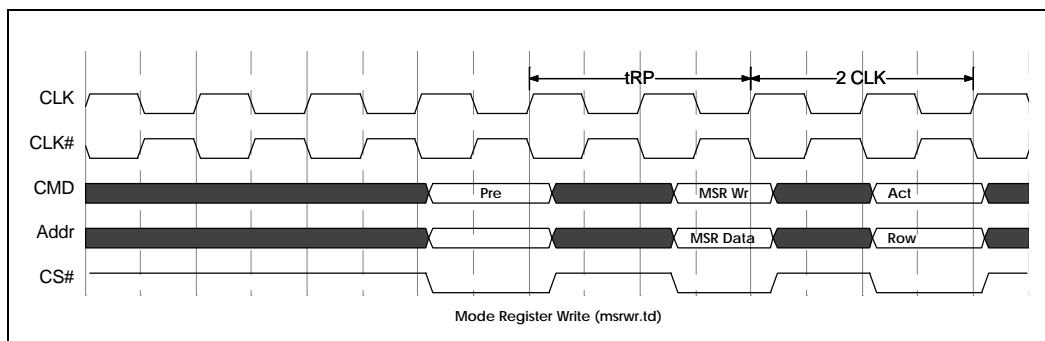 tRP 2 CLK
CLK
CLK#
CMD Pre MSR Wr Act
Addr MSR Data Row
CS#
Mode Register Write (msrwr.td)